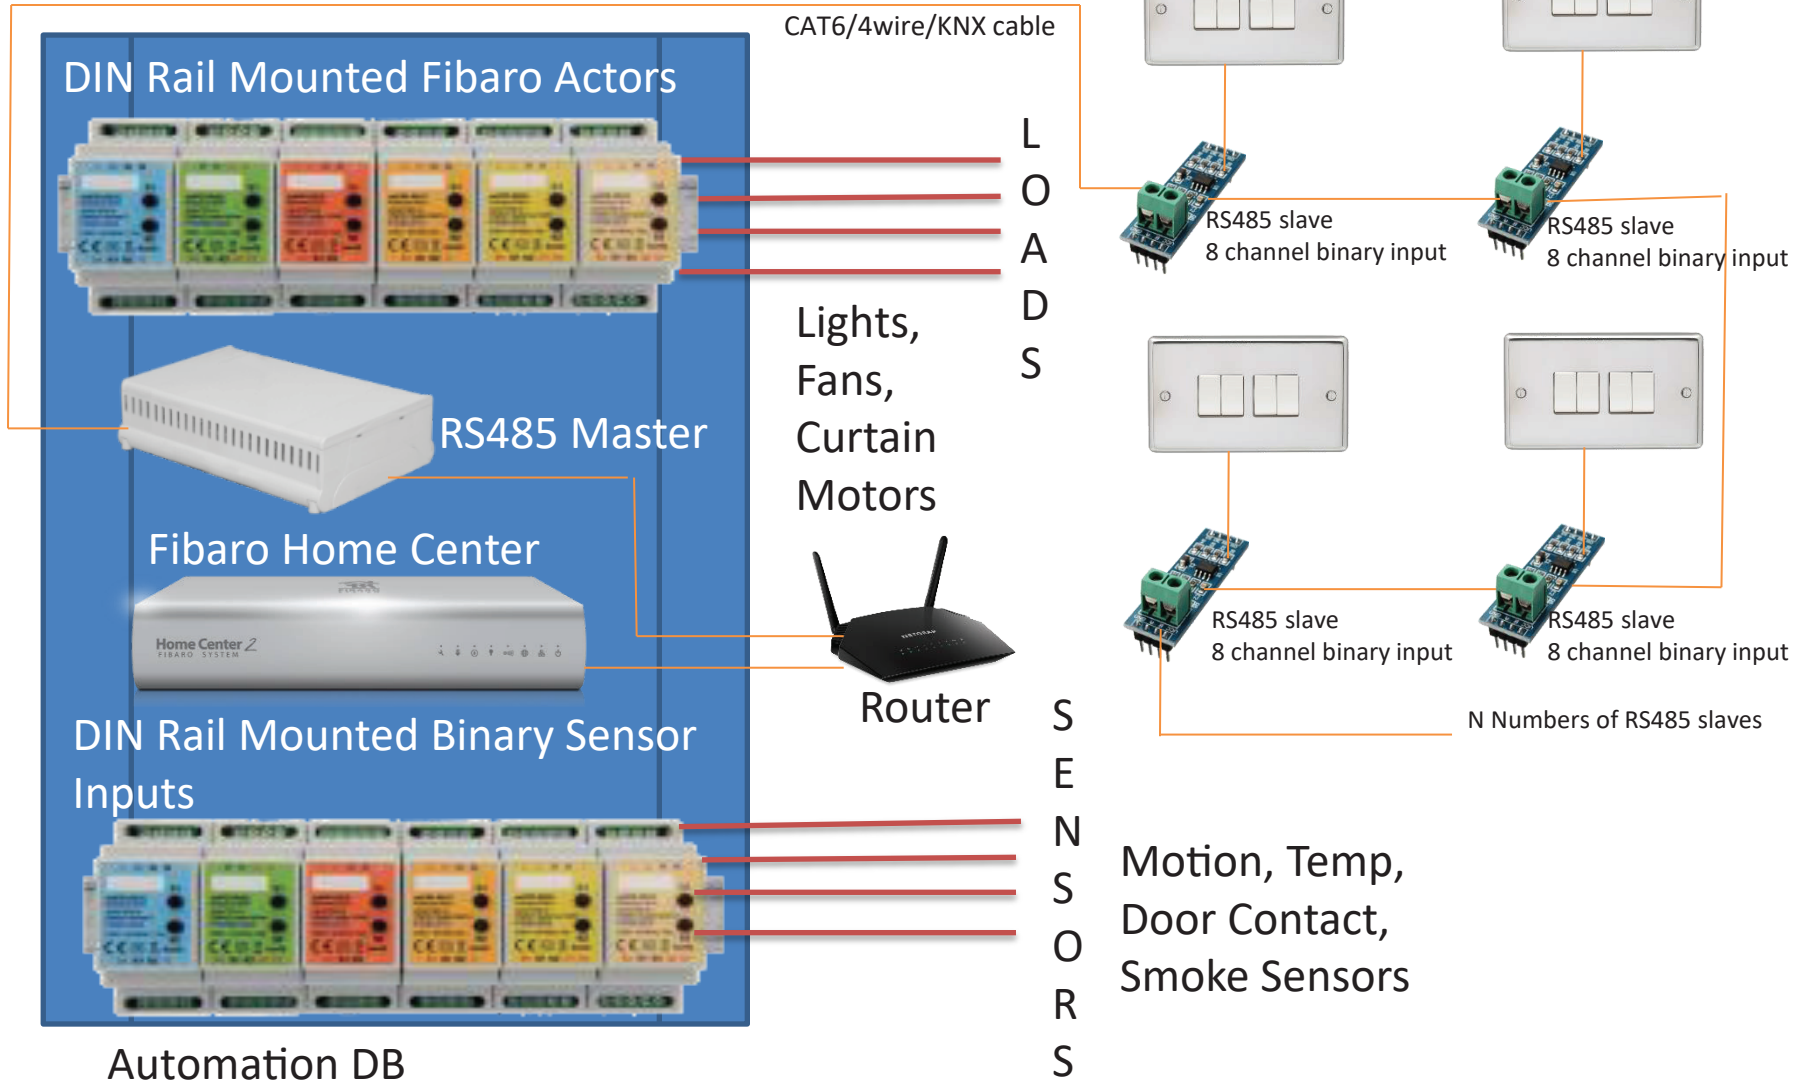 CAT6/4wire/KNX cable
DIN Rail Mounted Fibaro Actors
L
O
A
D
S
RS485 slave
8 channel binary input
RS485 slave
8 channel binary input
Lights,
Fans,
Curtain
Motors
RS485 Master
Fibaro Home Center
Home Center 2
FIBARO SYSTEM
NETGEAR
Router
RS485 slave
8 channel binary input
RS485 slave
8 channel binary input
N Numbers of RS485 slaves
DIN Rail Mounted Binary Sensor
Inputs
S
E
N
S
O
R
S
Motion, Temp,
Door Contact,
Smoke Sensors
Automation DB